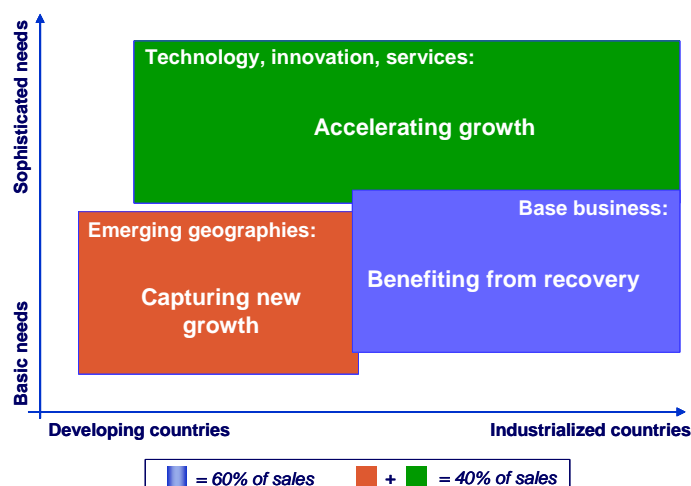 Sophisticated needs
Technology, innovation, services:
Accelerating growth
Base business:
Benefiting from recovery
Emerging geographies:
Capturing new
growth
Basic needs
Developing countries
Industrialized countries
= 60% of sales
+
= 40% of sales